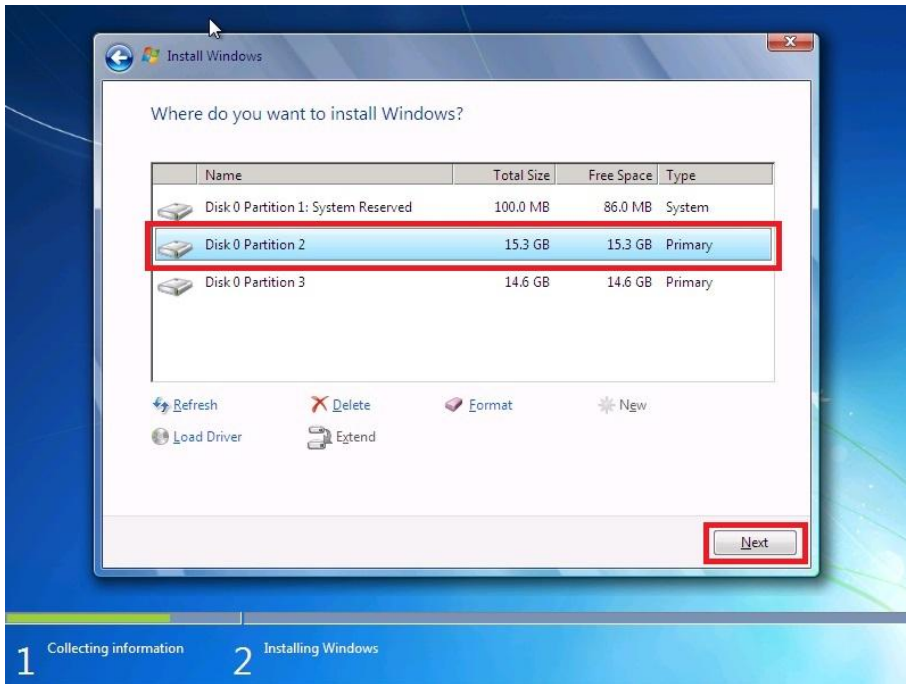 Install Windows
Where do you want to install Windows?
Name Total Size Free Space Type
Disk 0 Partition 1: System Reserved 100.0 MB 86.0 MB System
Disk 0 Partition 2 15.3 GB 15.3 GB Primary
Disk 0 Partition 3 14.6 GB 14.6 GB Primary
Refresh Delete Format New
Load Driver Extend
Next
1 Collecting information 2 Installing Windows